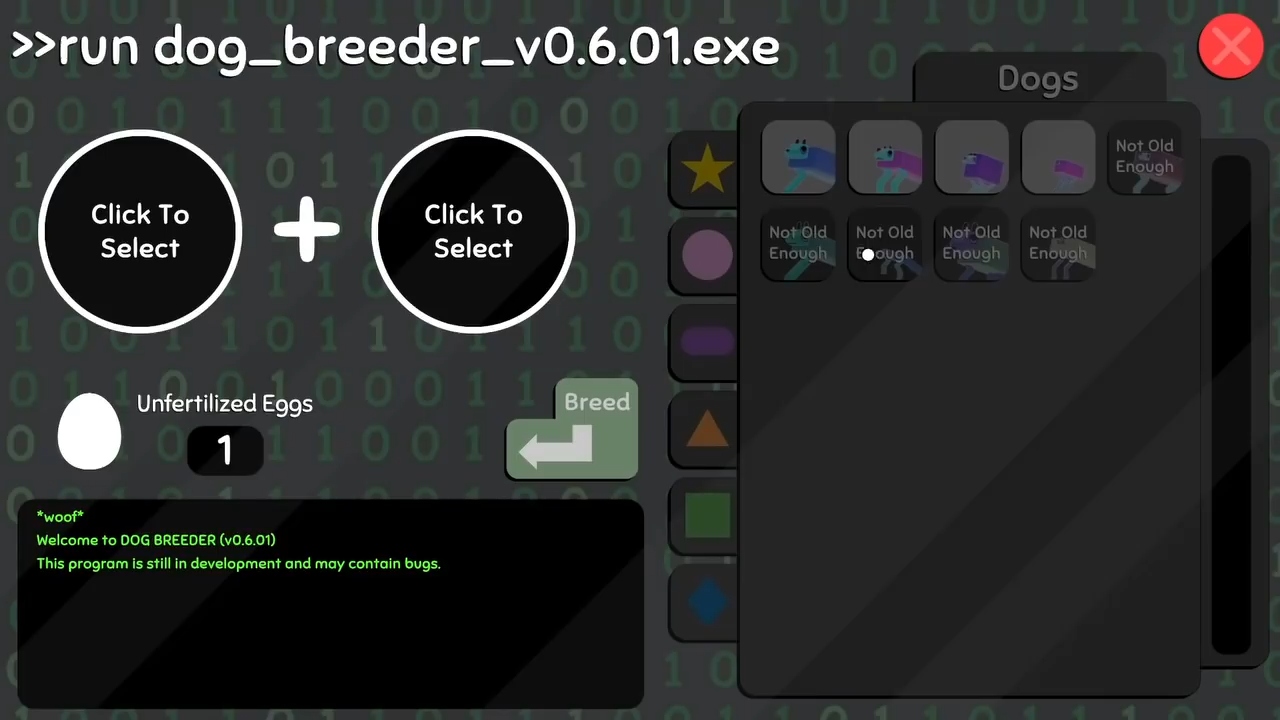 >>run dog_breeder_v0.6.01.exe
Dogs
Click To
Select
Click To
Select
Not Old
Enough
Not Old
Enough
Not Old
Enough
Not Old
Enough
Not Old
Enough
Unfertilized Eggs
1
Breed
*woof*
Welcome to DOG BREEDER (v0.6.01)
This program is still in development and may contain bugs.